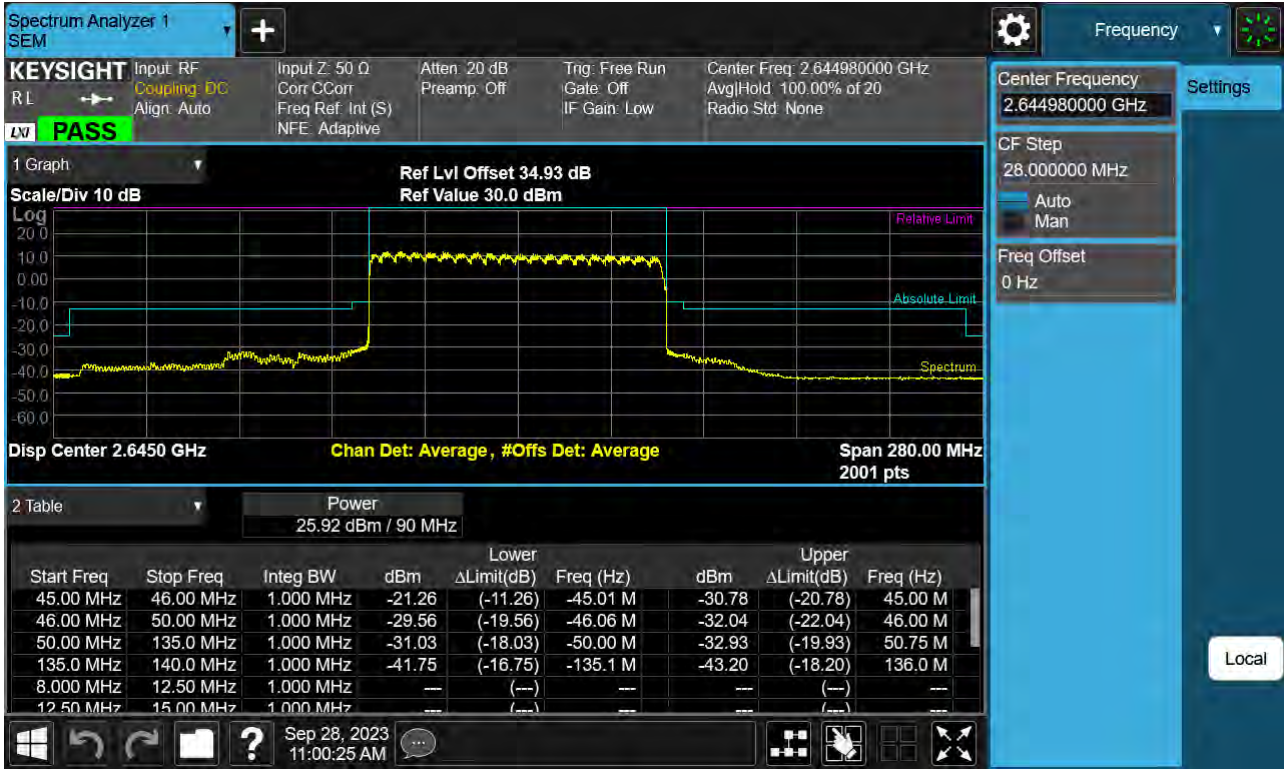 Spectrum Analyzer 1
SEM
Frequency
KEYSIGHT
R L
LXI
PASS
Input: RF
Coupling: DC
Align: Auto
Input Z: 50 Ω
Corr CCorr
Freq Ref: Int (S)
NFE: Adaptive
Atten: 20 dB
Preamp: Off
Trig: Free Run
Gate: Off
IF Gain: Low
Center Freq: 2.644980000 GHz
Avg|Hold: 100.00% of 20
Radio Std: None
Center Frequency
2.644980000 GHz
Settings
CF Step
28.000000 MHz
Auto
Man
Freq Offset
0 Hz
Local
1 Graph
Scale/Div 10 dB
Ref Lvl Offset 34.93 dB
Ref Value 30.0 dBm
Log
20.0
10.0
0.00
-10.0
-20.0
-30.0
-40.0
-50.0
-60.0
Relative Limit
Absolute Limit
Spectrum
Disp Center 2.6450 GHz
Chan Det: Average, #Offs Det: Average
Span 280.00 MHz
2001 pts
2 Table
Power
25.92 dBm / 90 MHz
Lower Upper
Start Freq Stop Freq Integ BW dBm ΔLimit(dB) Freq (Hz) dBm ΔLimit(dB) Freq (Hz)
45.00 MHz 46.00 MHz 1.000 MHz -21.26 (-11.26) -45.01 M -30.78 (-20.78) 45.00 M
46.00 MHz 50.00 MHz 1.000 MHz -29.56 (-19.56) -46.06 M -32.04 (-22.04) 46.00 M
50.00 MHz 135.0 MHz 1.000 MHz -31.03 (-18.03) -50.00 M -32.93 (-19.93) 50.75 M
135.0 MHz 140.0 MHz 1.000 MHz -41.75 (-16.75) -135.1 M -43.20 (-18.20) 136.0 M
8.000 MHz 12.50 MHz 1.000 MHz --- (---) --- --- (---) ---
12.50 MHz 15.00 MHz 1.000 MHz --- (---) --- --- (---) ---
?
Sep 28, 2023
11:00:25 AM